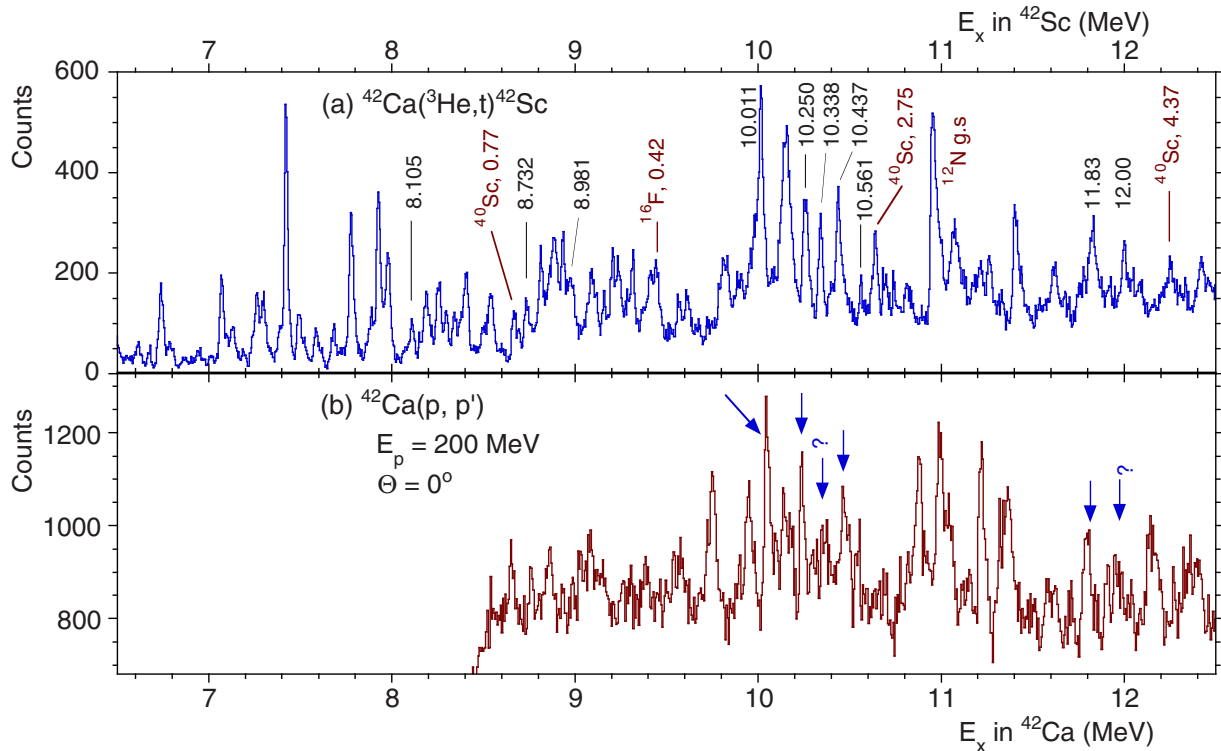 E_x in ⁴²Sc (MeV)
7 8 9 10 11 12
Counts
600
400
200
0
(a) ⁴²Ca(³He,t)⁴²Sc
8.105
⁴⁰Sc, 0.77
8.732
8.981
¹⁶F, 0.42
10.011
10.250
10.338
10.437
10.561
⁴⁰Sc, 2.75
¹²N g.s
11.83
12.00
⁴⁰Sc, 4.37
Counts
1200
1000
800
(b) ⁴²Ca(p, p')
E_p = 200 MeV
Θ = 0°
?
?
7 8 9 10 11 12
E_x in ⁴²Ca (MeV)